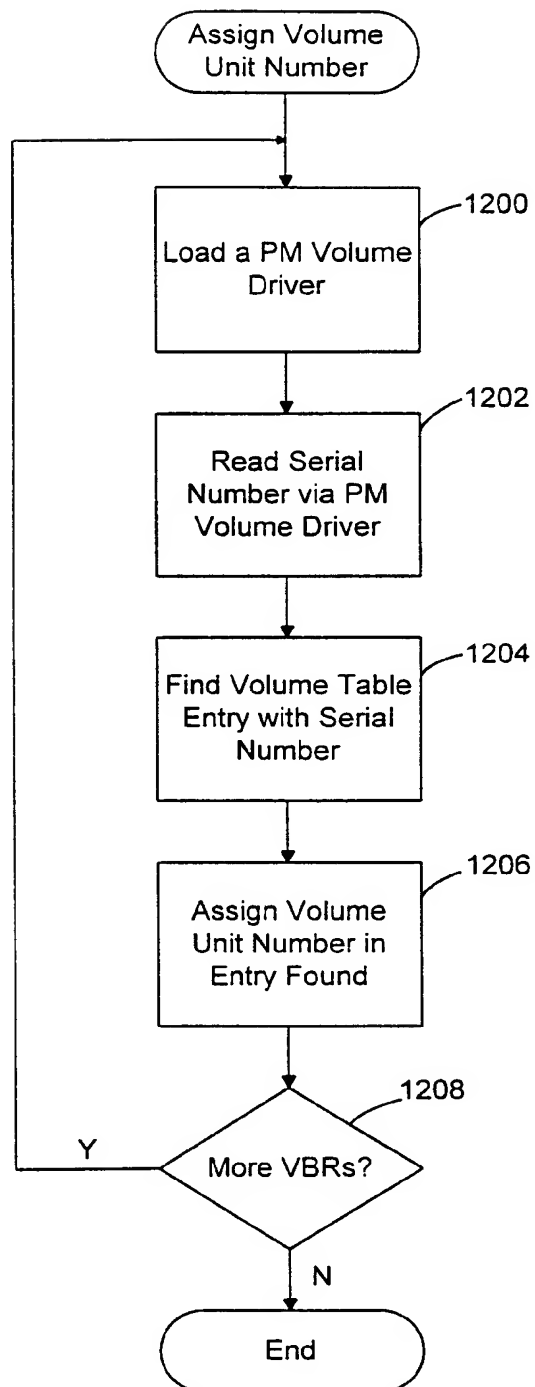 Assign Volume
Unit Number
1200
Load a PM Volume
Driver
1202
Read Serial
Number via PM
Volume Driver
1204
Find Volume Table
Entry with Serial
Number
1206
Assign Volume
Unit Number in
Entry Found
1208
Y
More VBRs?
N
End